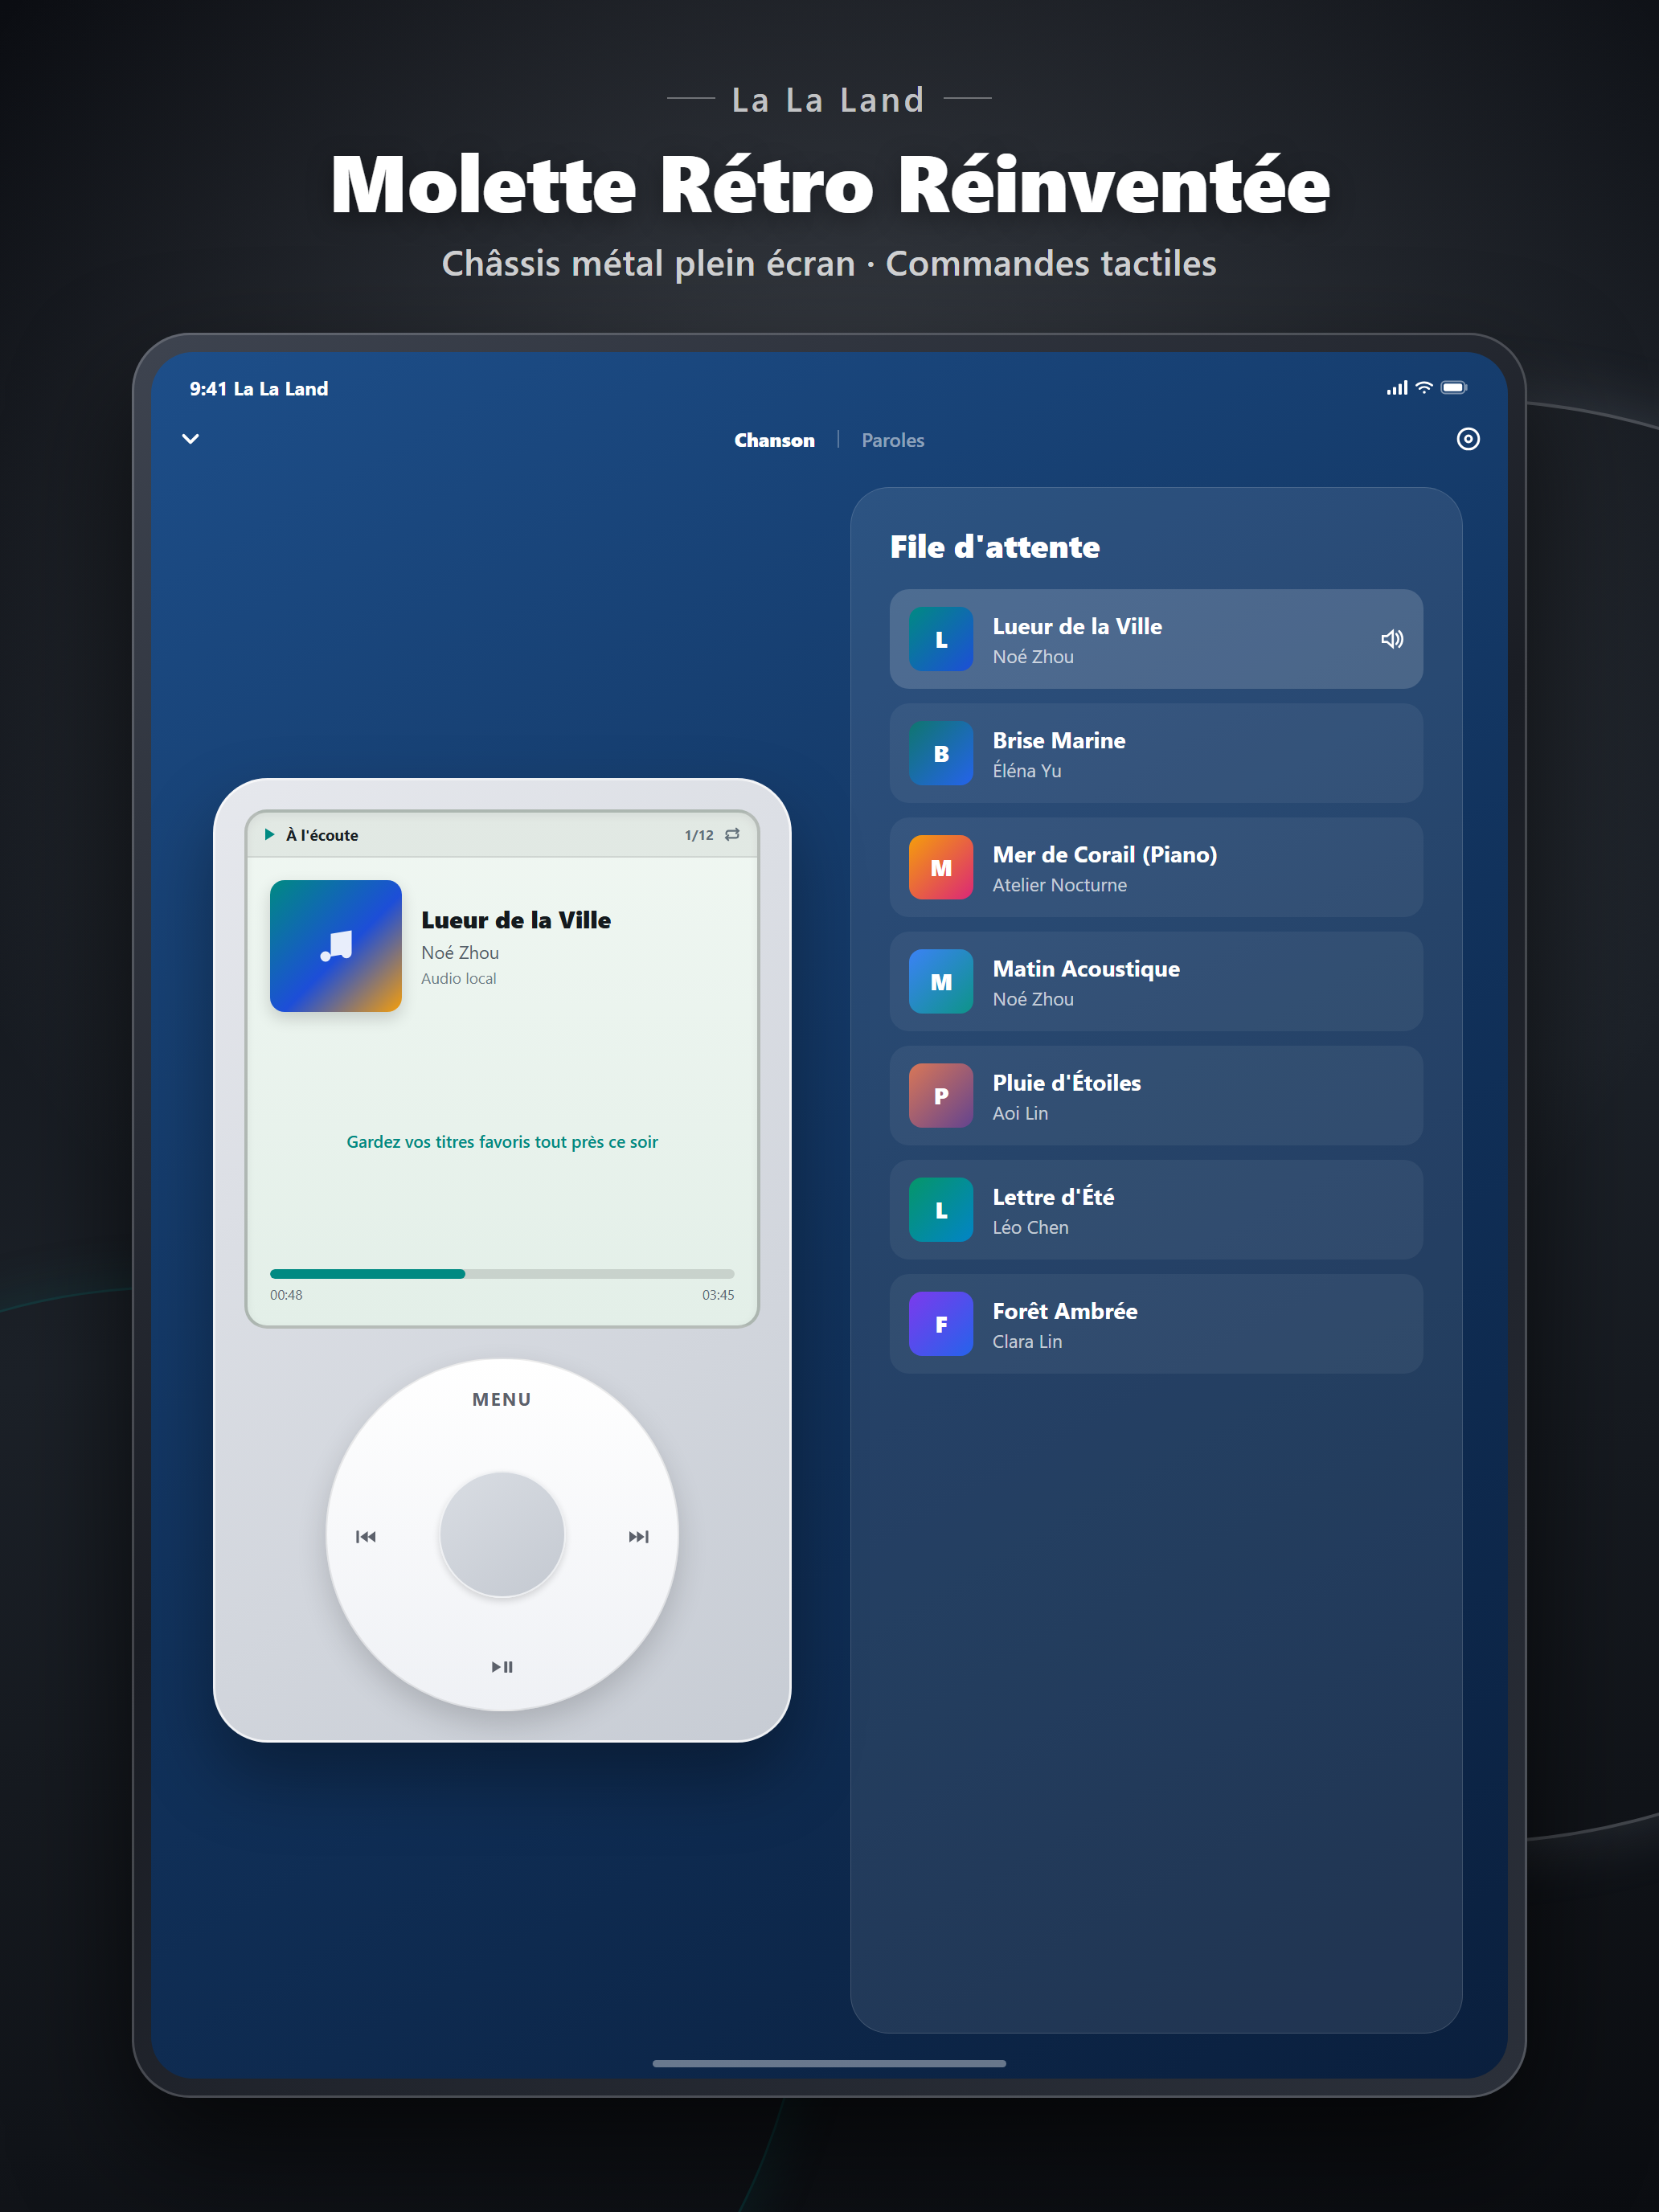 La La Land
Molette Rétro Réinventée
Châssis métal plein écran · Commandes tactiles
9:41 La La Land
Chanson | Paroles
À l'écoute
1/12
Lueur de la Ville
Noé Zhou
Audio local
Gardez vos titres favoris tout près ce soir
00:48
03:45
MENU
File d'attente
L
Lueur de la Ville
Noé Zhou
B
Brise Marine
Éléna Yu
M
Mer de Corail (Piano)
Atelier Nocturne
M
Matin Acoustique
Noé Zhou
P
Pluie d'Étoiles
Aoi Lin
L
Lettre d'Été
Léo Chen
F
Forêt Ambrée
Clara Lin